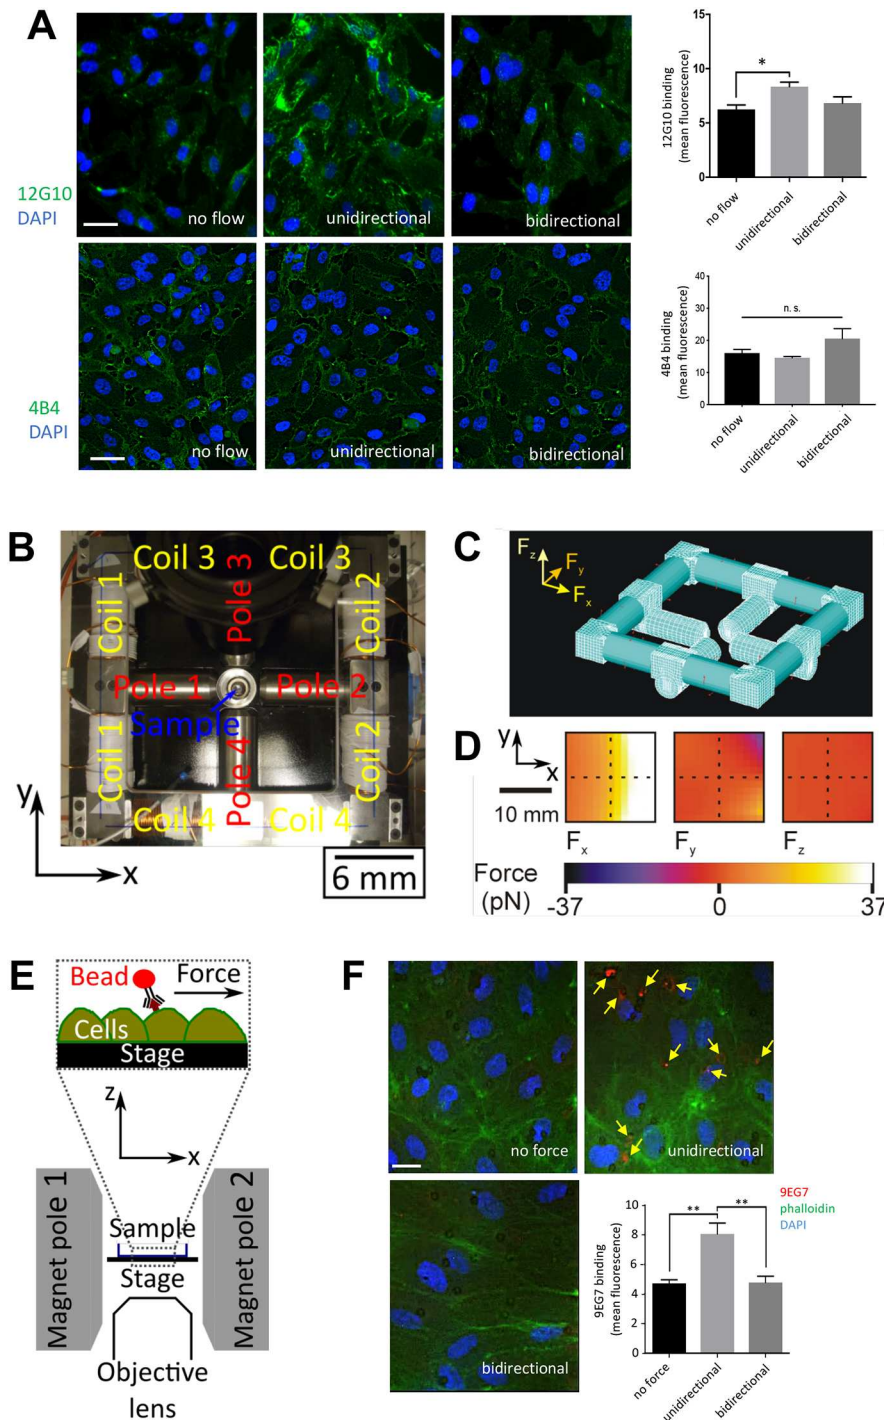 A
12G10
DAPI
no flow
unidirectional
bidirectional
15
10
5
0
12G10 binding
(mean fluorescence)
*
no flow
unidirectional
bidirectional
4B4
DAPI
no flow
unidirectional
bidirectional
40
30
20
10
0
4B4 binding
(mean fluorescence)
n. s.
no flow
unidirectional
bidirectional
B
Coil 3
Coil 3
Coil 1
Pole 3
Coil 2
Pole 1
Pole 2
Sample
Coil 1
Pole 4
Coil 2
Coil 4
Coil 4
y
x
6 mm
C
Fz
Fy
Fx
D
y
x
10 mm
Fx
Fy
Fz
Force
(pN)
-37
0
37
E
Bead
Force
Cells
Stage
z
x
Magnet pole 1
Magnet pole 2
Sample
Stage
Objective
lens
F
no force
unidirectional
bidirectional
9EG7
phalloidin
DAPI
10
8
6
4
2
0
9EG7 binding
(mean fluorescence)
**
**
no force
unidirectional
bidirectional